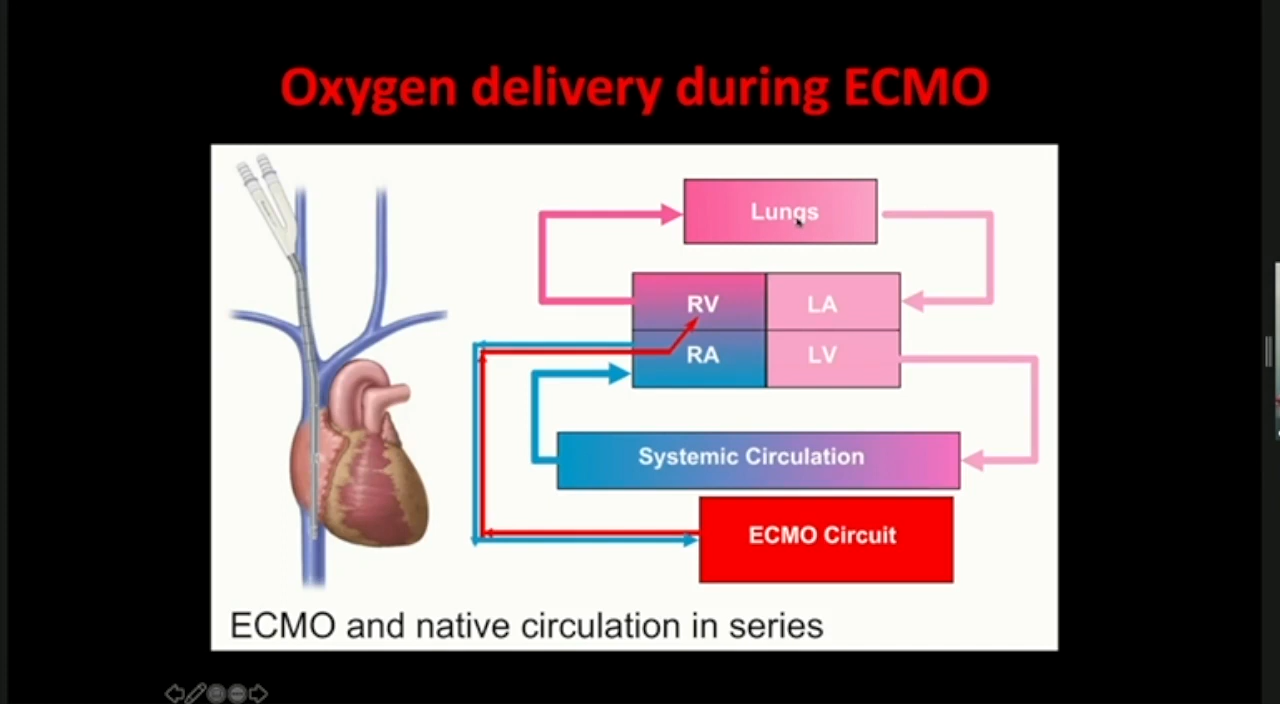 Oxygen delivery during ECMO
Lungs
RV
LA
RA
LV
Systemic Circulation
ECMO Circuit
ECMO and native circulation in series